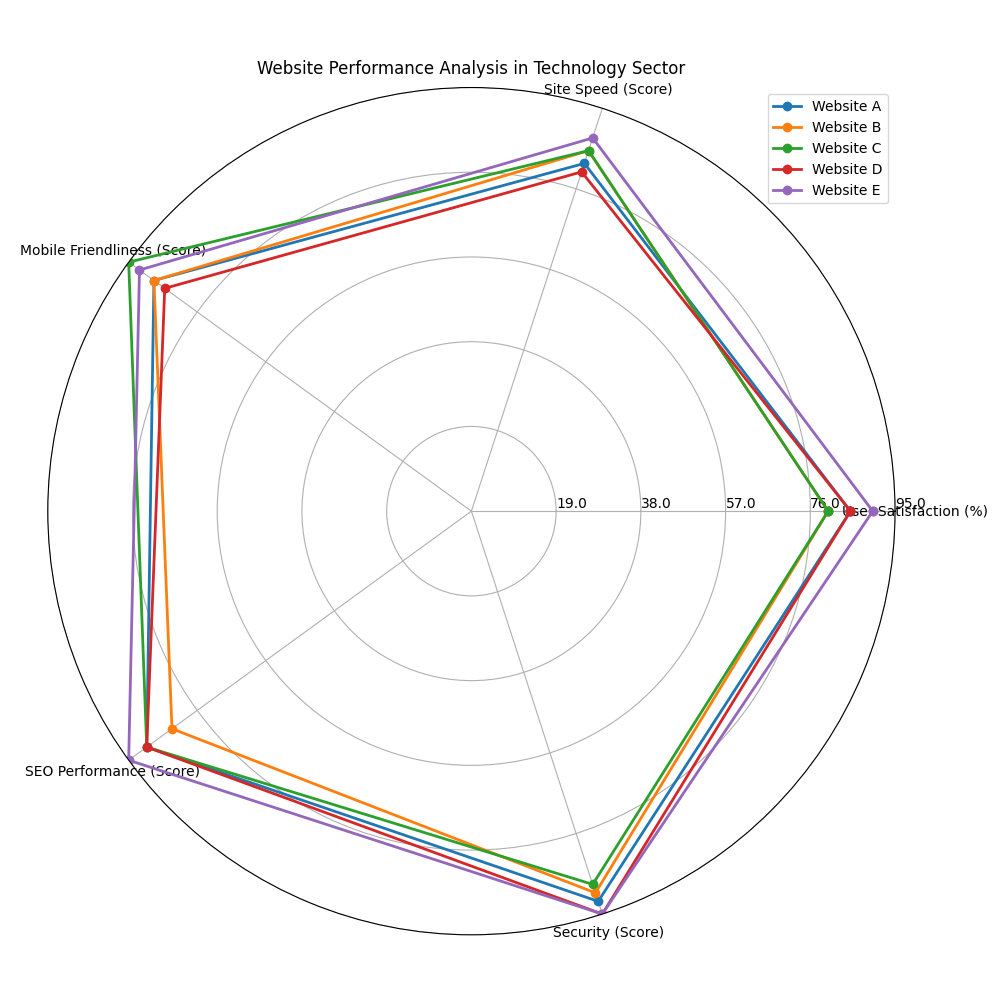 Website Performance Analysis in Technology Sector
Site Speed (Score)
Website A
Website B
Website C
Website D
Website E
Mobile Friendliness (Score)
19.0
38.0
57.0
76.0
95.0
User Satisfaction (%)
SEO Performance (Score)
Security (Score)